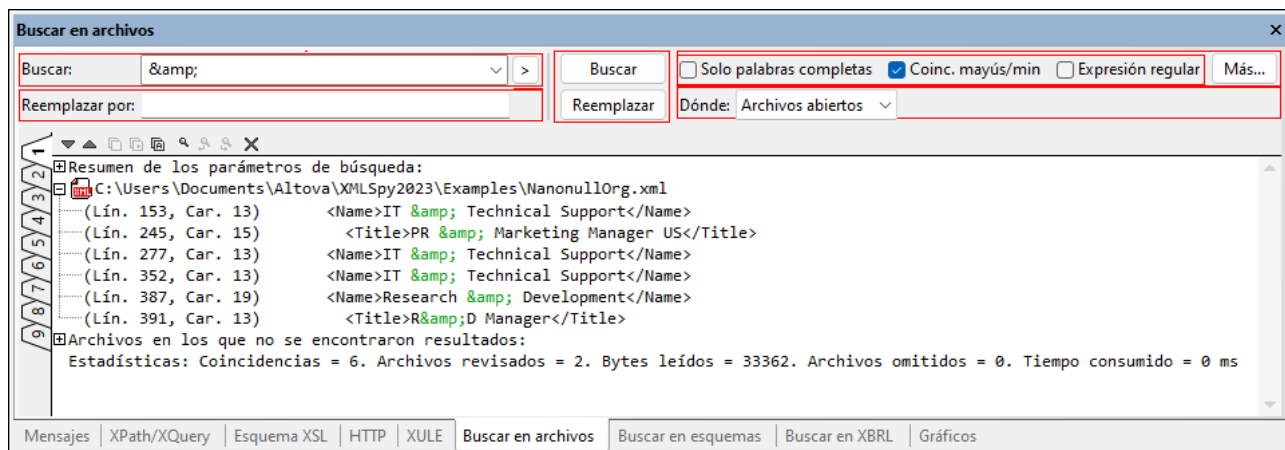 Buscar en archivos
Buscar: &amp; > Buscar Solo palabras completas Coinc. mayús/min Expresión regular Más...
Reemplazar por: Reemplazar Dónde: Archivos abiertos
1
2
3
4
5
6
7
8
9
Resumen de los parámetros de búsqueda:
C:\Users\Documents\Altova\XMLSpy2023\Examples\NanonullOrg.xml
(Lín. 153, Car. 13) <Name>IT &amp; Technical Support</Name>
(Lín. 245, Car. 15) <Title>PR &amp; Marketing Manager US</Title>
(Lín. 277, Car. 13) <Name>IT &amp; Technical Support</Name>
(Lín. 352, Car. 13) <Name>IT &amp; Technical Support</Name>
(Lín. 387, Car. 19) <Name>Research &amp; Development</Name>
(Lín. 391, Car. 13) <Title>R&amp;D Manager</Title>
Archivos en los que no se encontraron resultados:
Estadísticas: Coincidencias = 6. Archivos revisados = 2. Bytes leídos = 33362. Archivos omitidos = 0. Tiempo consumido = 0 ms
Mensajes XPath/XQuery Esquema XSL HTTP XULE Buscar en archivos Buscar en esquemas Buscar en XBRL Gráficos